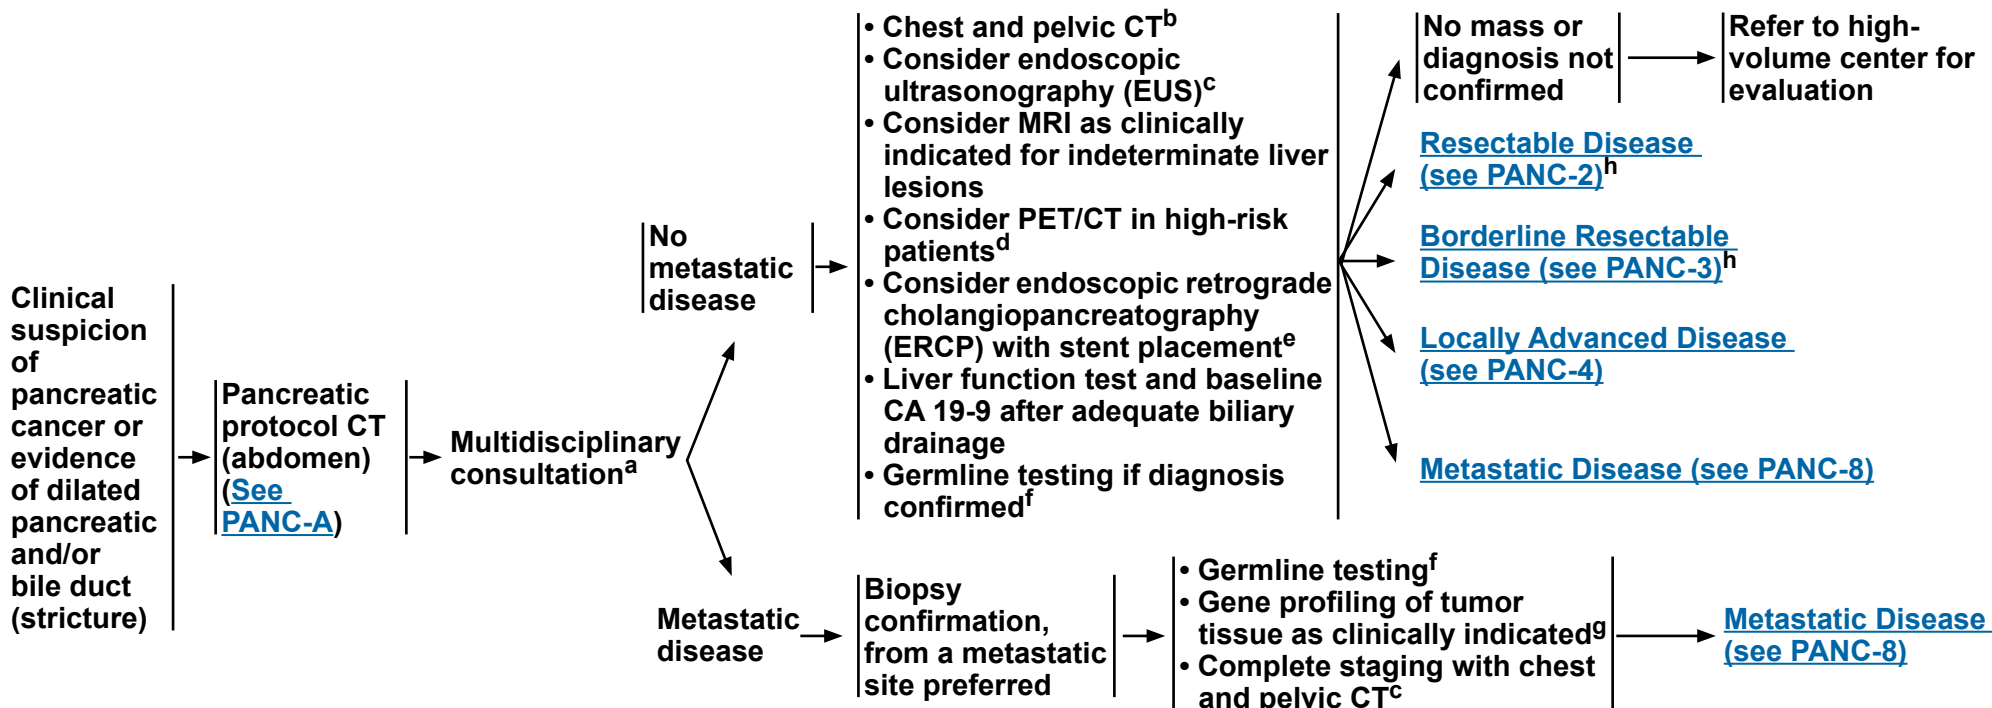 Clinical
suspicion
of
pancreatic
cancer or
evidence
of dilated
pancreatic
and/or
bile duct
(stricture)
Pancreatic
protocol CT
(abdomen)
(See
PANC-A)
Multidisciplinary
consultationa
No
metastatic
disease
• Chest and pelvic CTb
• Consider endoscopic
ultrasonography (EUS)c
• Consider MRI as clinically
indicated for indeterminate liver
lesions
• Consider PET/CT in high-risk
patientsd
• Consider endoscopic retrograde
cholangiopancreatography
(ERCP) with stent placemente
• Liver function test and baseline
CA 19-9 after adequate biliary
drainage
• Germline testing if diagnosis
confirmedf
No mass or
diagnosis not
confirmed
Refer to high-
volume center for
evaluation
Resectable Disease
(see PANC-2)h
Borderline Resectable
Disease (see PANC-3)h
Locally Advanced Disease
(see PANC-4)
Metastatic Disease (see PANC-8)
Metastatic
disease
Biopsy
confirmation,
from a metastatic
site preferred
• Germline testingf
• Gene profiling of tumor
tissue as clinically indicatedg
• Complete staging with chest
and pelvic CTc
Metastatic Disease
(see PANC-8)